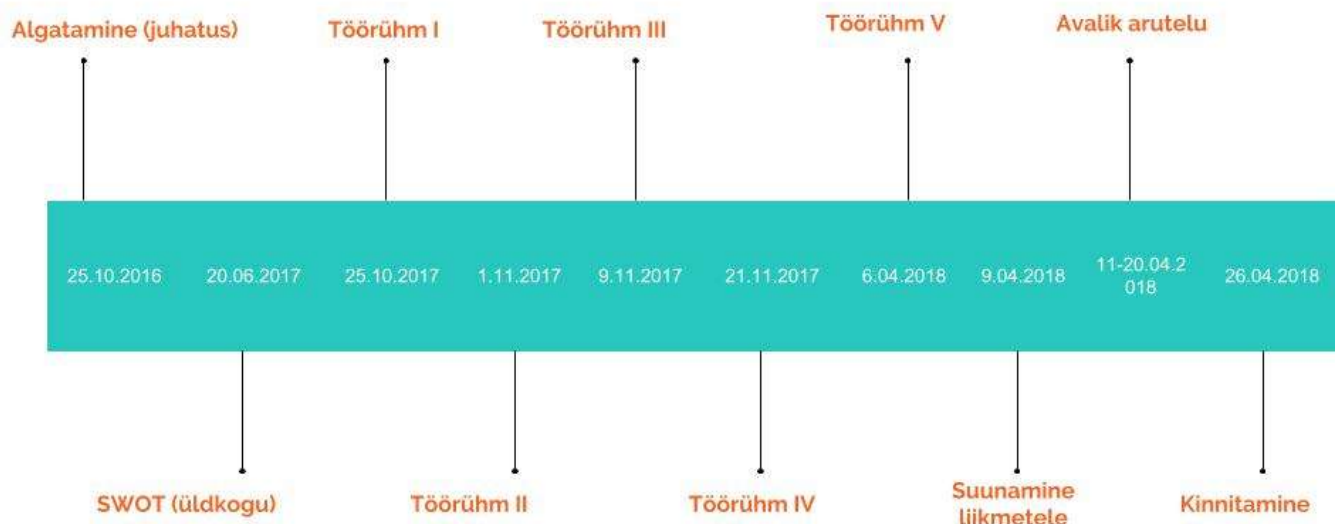 Algatamine (juhatus)
Töörühm I
Töörühm III
Töörühm V
Avalik arutelu
25.10.2016
20.06.2017
25.10.2017
1.11.2017
9.11.2017
21.11.2017
6.04.2018
9.04.2018
11-20.04.2
018
26.04.2018
SWOT (üldkogu)
Töörühm II
Töörühm IV
Suunamine
liikmetele
Kinnitamine